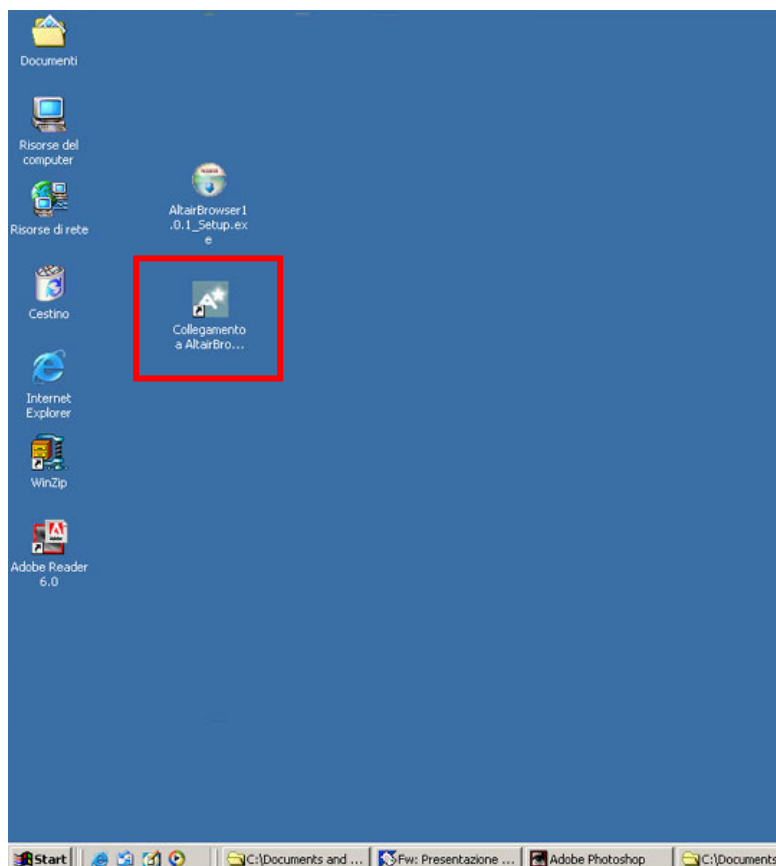 Documenti
Risorse del
computer
Risorse di rete
Cestino
Internet
Explorer
WinZip
Adobe Reader
6.0
AltairBrowser1
.0.1_Setup.ex
e
Collegamento
a AltairBro...
Start
C:\Documents and ...
Fw: Presentazione ...
Adobe Photoshop
C:\Documents